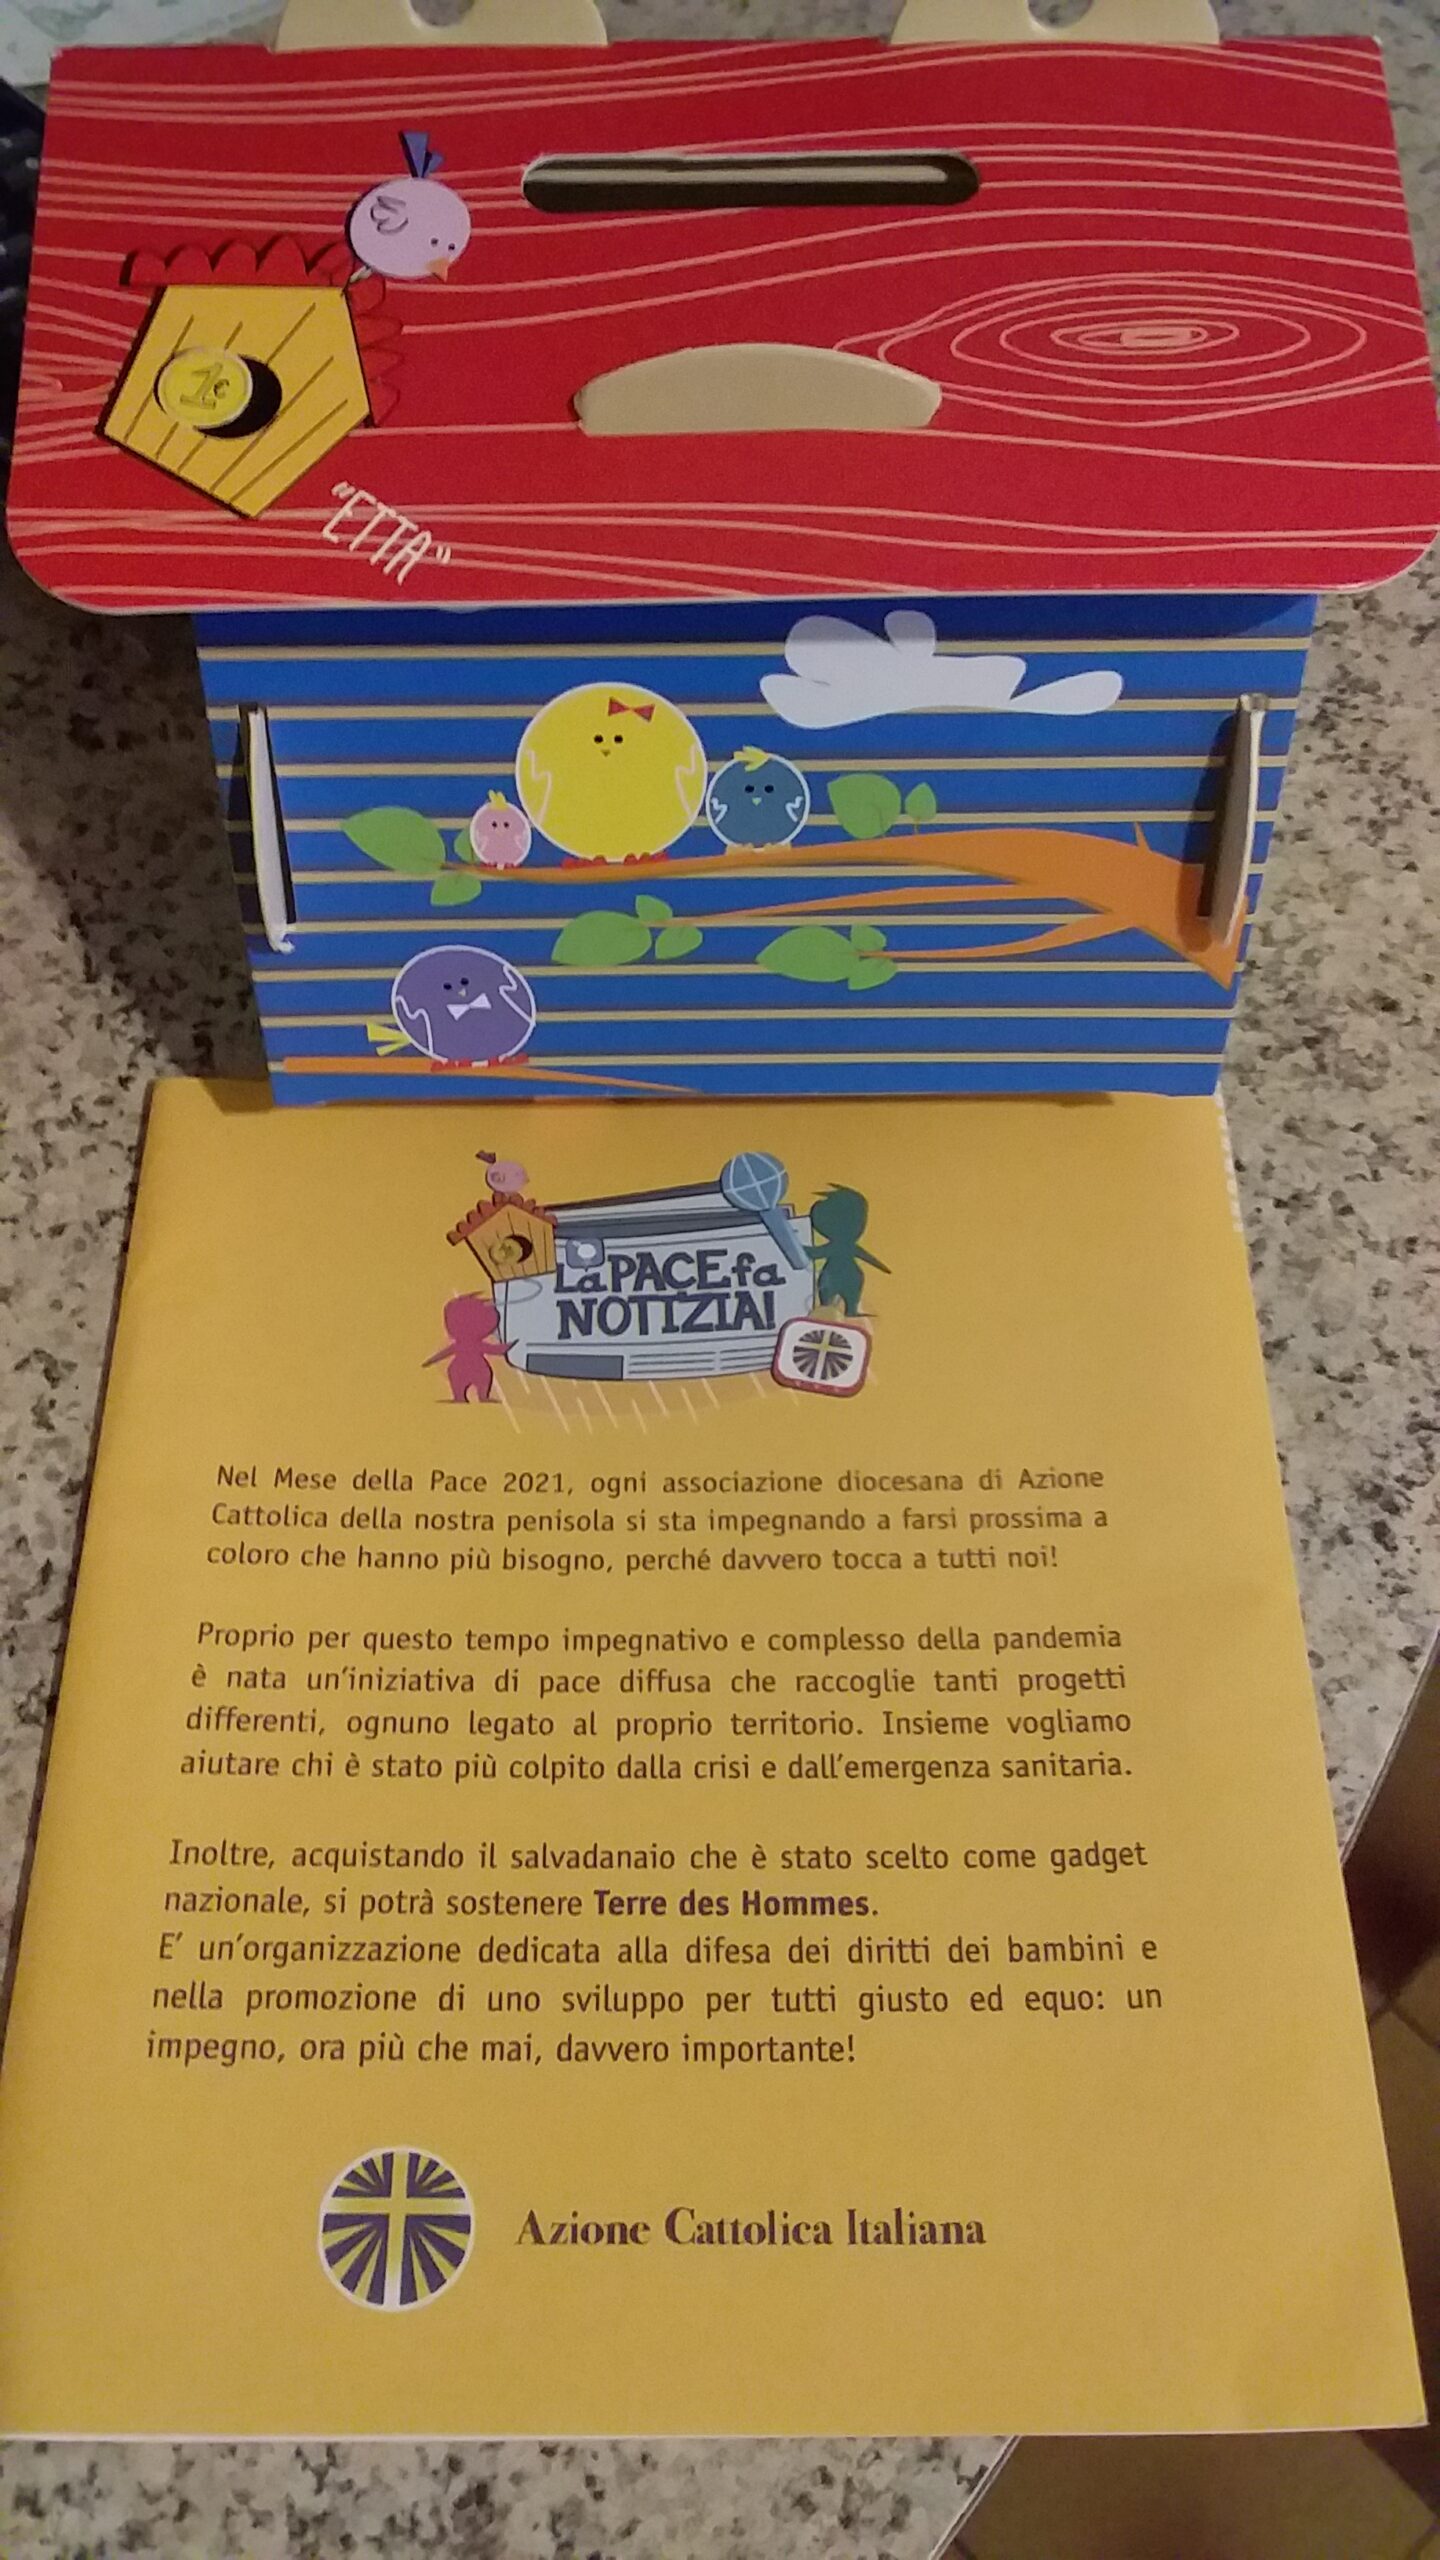 1€
"ETTA"
La PACE fa
NOTIZIA!
Nel Mese della Pace 2021, ogni associazione diocesana di Azione
Cattolica della nostra penisola si sta impegnando a farsi prossima a
coloro che hanno più bisogno, perché davvero tocca a tutti noi!
Proprio per questo tempo impegnativo e complesso della pandemia
è nata un'iniziativa di pace diffusa che raccoglie tanti progetti
differenti, ognuno legato al proprio territorio. Insieme vogliamo
aiutare chi è stato più colpito dalla crisi e dall'emergenza sanitaria.
Inoltre, acquistando il salvadanaio che è stato scelto come gadget
nazionale, si potrà sostenere Terre des Hommes.
E' un'organizzazione dedicata alla difesa dei diritti dei bambini e
nella promozione di uno sviluppo per tutti giusto ed equo: un
impegno, ora più che mai, davvero importante!
Azione Cattolica Italiana